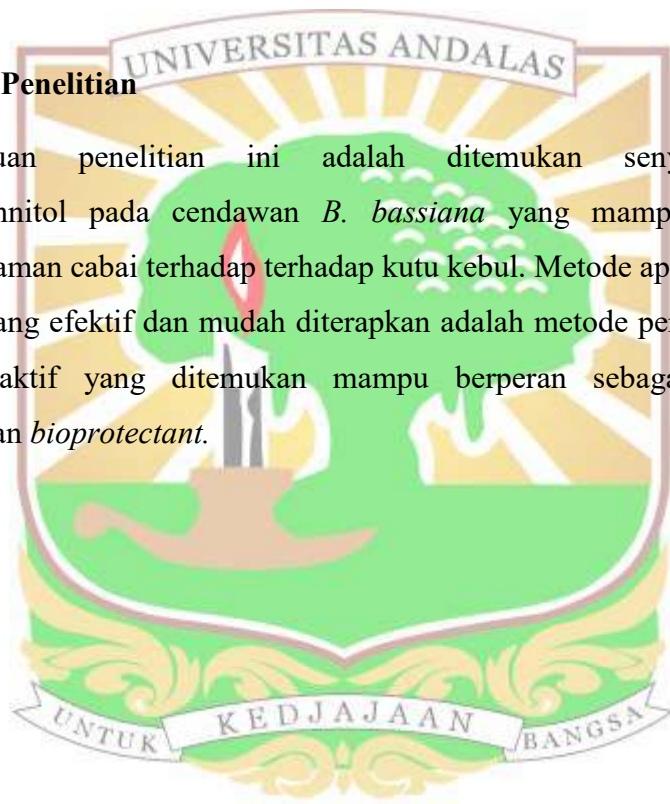 UNIVERSITAS ANDALAS
Penelitian
uan penelitian ini adalah ditemukan seny
nnitol pada cendawan B. bassiana yang mamp
aman cabai terhadap terhadap kutu kebul. Metode ap
ang efektif dan mudah diterapkan adalah metode per
aktif yang ditemukan mampu berperan sebaga
an bioprotectant.
UNTUK KEDJAJAAN BANGSA